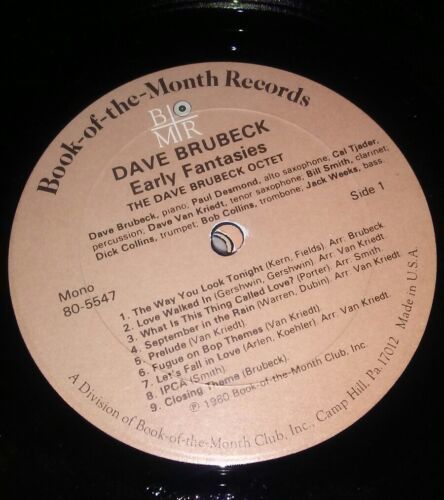 Book-of-the-Month Records
B O
M R
DAVE BRUBECK
Early Fantasies
THE DAVE BRUBECK OCTET
Dave Brubeck, piano, Paul Desmond, alto saxophone; Cal Tjader,
percussion, Dave Van Kriedt, tenor saxophone; Bill Smith, clarinet;
Dick Collins, trumpet, Bob Collins, trombone; Jack Weeks, bass.
Side 1
Mono
80-5547
1. The Way You Look Tonight (Kern, Fields) Arr. Brubeck.
2. Love Walked In (Gershwin, Gershwin). Arr. Van Kriedt.
3. What Is This Thing Called Love? (Porter). Arr. Smith.
4. September in the Rain (Warren, Dubin). Arr. Van Kriedt.
5. Prelude (Van Kriedt).
6. Fugue on Bop Themes (Van Kriedt)
7. Let's Fall in Love (Arlen, Koehler). Arr. Van Kriedt.
8. IPCA (Smith).
9. Closing Theme (Brubeck).
℗ 1980 Book-of-the-Month Club, Inc.
A Division of Book-of-the-Month Club, Inc., Camp Hill, Pa. 17012 Made in U.S.A.